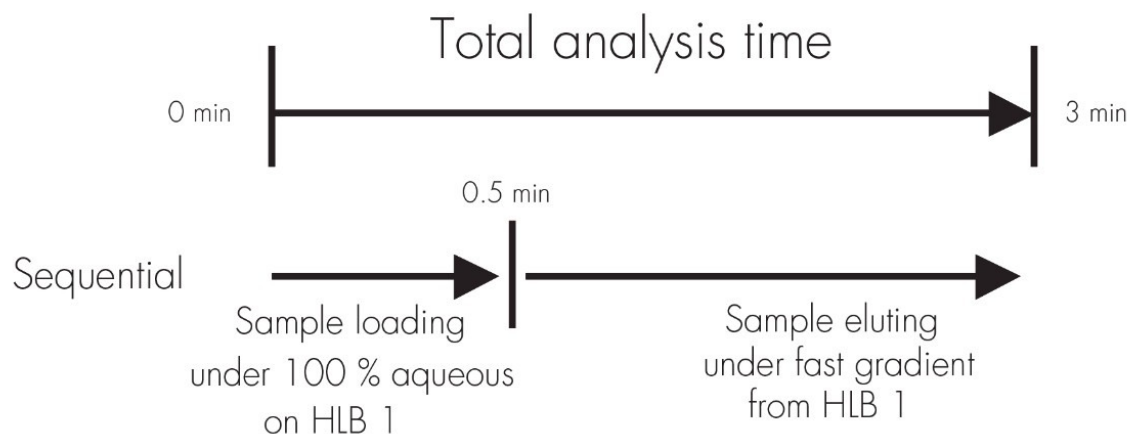 Total analysis time
0 min
3 min
0.5 min
Sequential
Sample loading
under 100 % aqueous
on HLB 1
Sample eluting
under fast gradient
from HLB 1